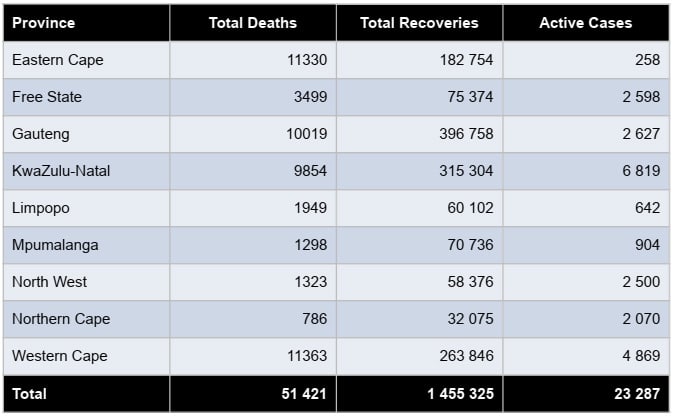 Province Total Deaths Total Recoveries Active Cases
Eastern Cape 11330 182 754 258
Free State 3499 75 374 2 598
Gauteng 10019 396 758 2 627
KwaZulu-Natal 9854 315 304 6 819
Limpopo 1949 60 102 642
Mpumalanga 1298 70 736 904
North West 1323 58 376 2 500
Northern Cape 786 32 075 2 070
Western Cape 11363 263 846 4 869
Total 51 421 1 455 325 23 287